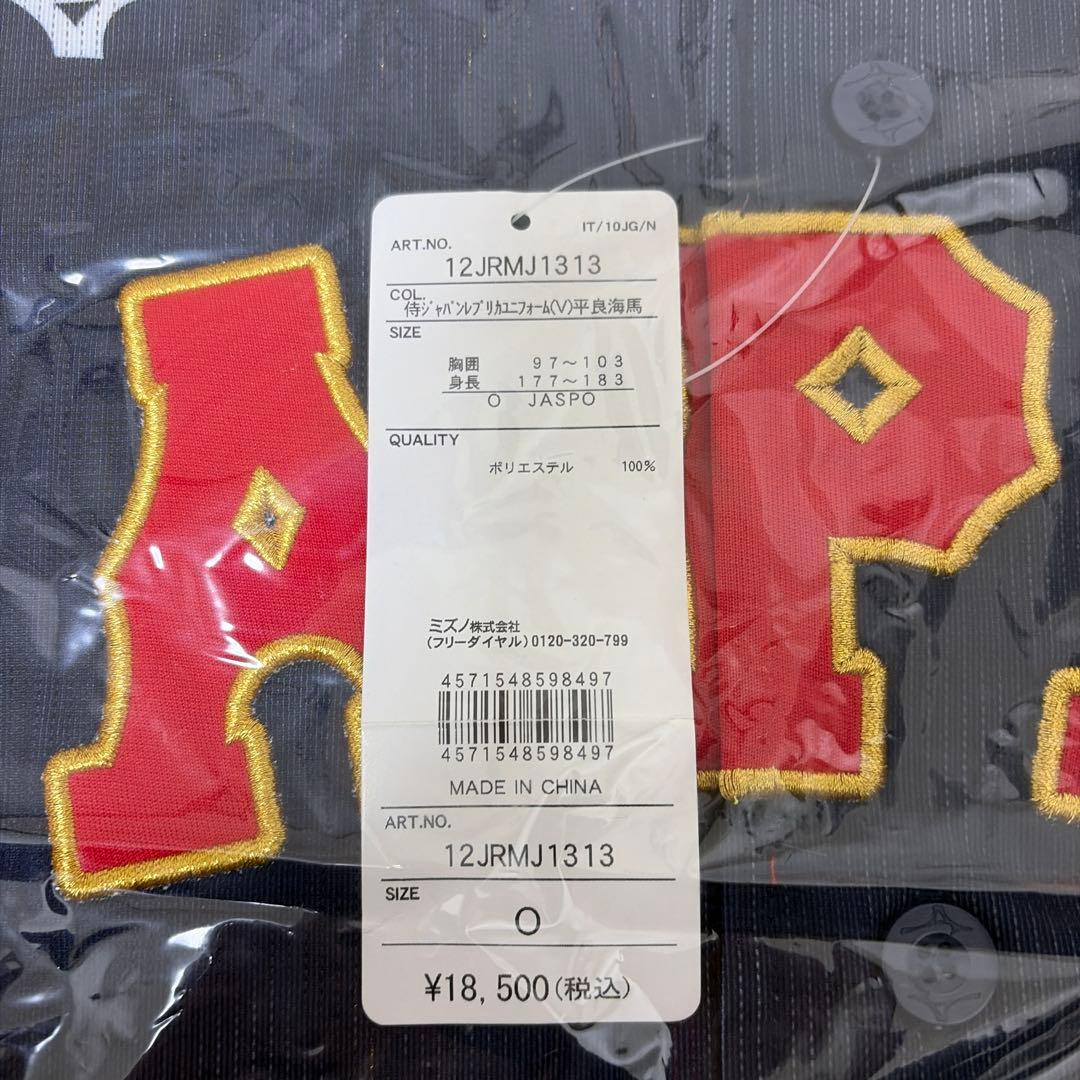 IT/10JG/N
ART.NO.
12JRMJ1313
COL.
侍ｼﾞｬﾊﾟﾝﾚﾌﾟﾘｶﾕﾆﾌｫｰﾑ(V)平良海馬
SIZE
胸囲 97～103
身長 177～183
O JASPO
QUALITY
ポリエステル 100%
ミズノ株式会社
(フリーダイヤル)0120-320-799
4571548598497
4571548598497
MADE IN CHINA
ART.NO.
12JRMJ1313
SIZE
O
¥18,500(税込)
A P